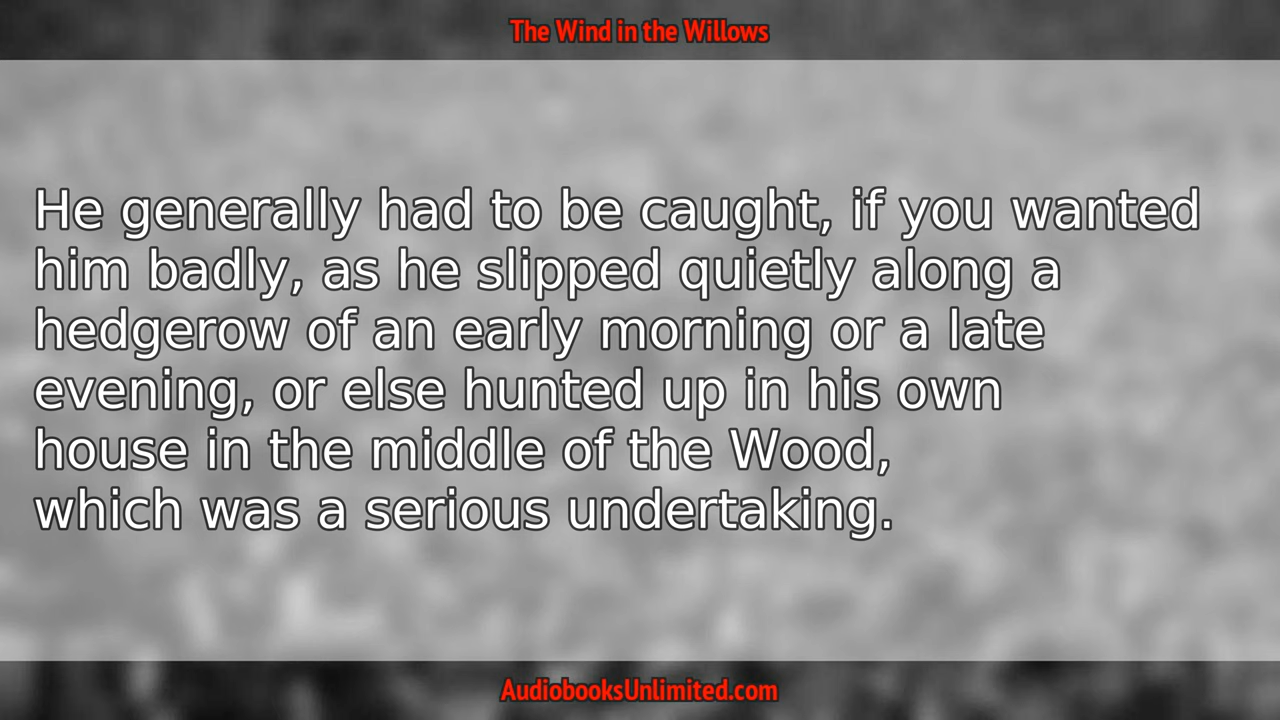 The Wind in the Willows
He generally had to be caught, if you wanted
him badly, as he slipped quietly along a
hedgerow of an early morning or a late
evening, or else hunted up in his own
house in the middle of the Wood,
which was a serious undertaking.
AudiobooksUnlimited.com